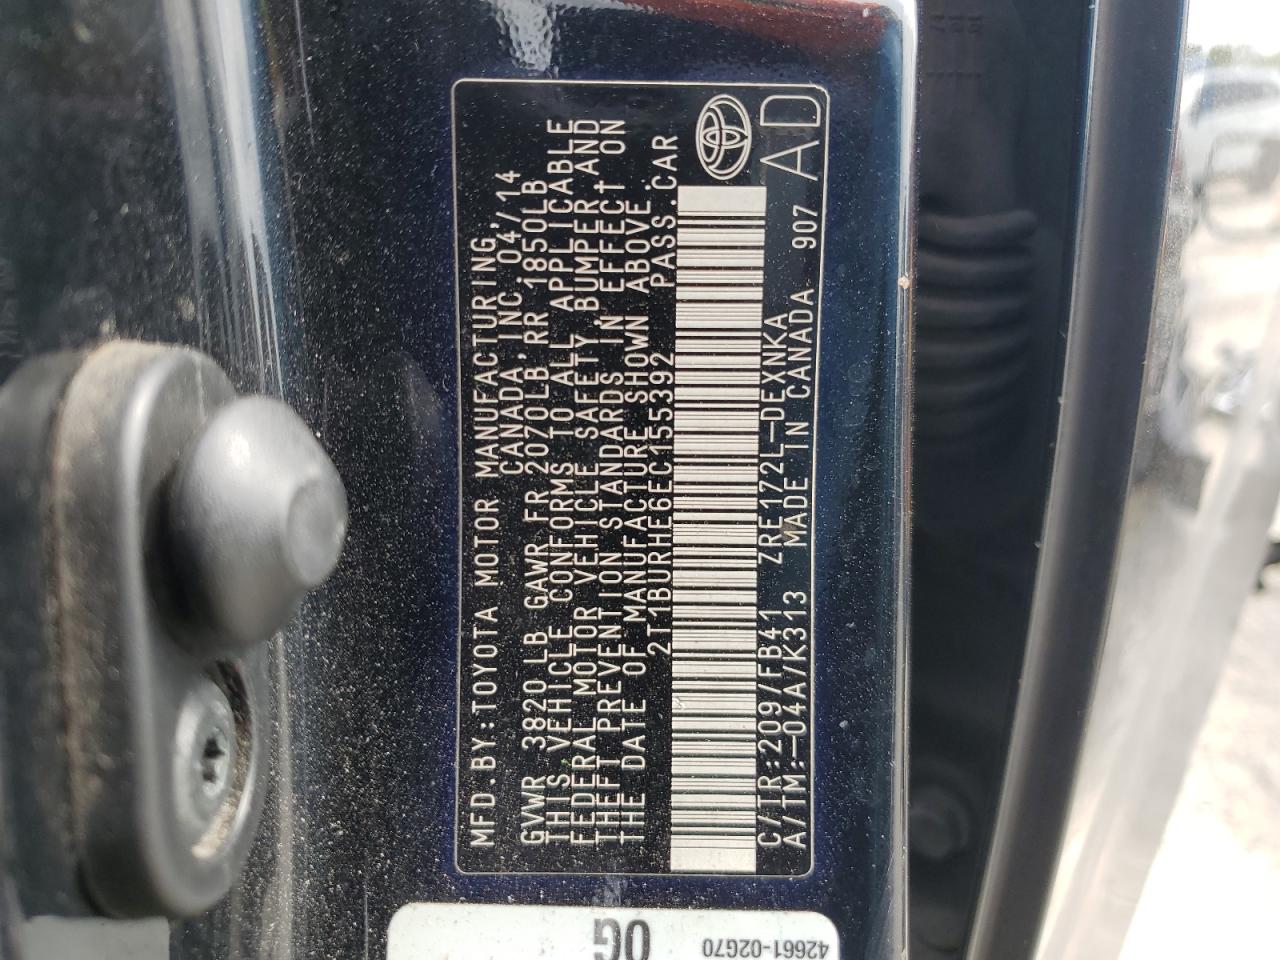 MFD.BY:TOYOTA MOTOR MANUFACTURING,
CANADA,INC. 04/14
GVWR 3820 LB GAWR FR 2070LB,RR 1850LB
THIS VEHICLE CONFORMS TO ALL APPLICABLE
FEDERAL MOTOR VEHICLE SAFETY,BUMPER,AND
THEFT PREVENTION STANDARDS IN EFFECT ON
THE DATE OF MANUFACTURE SHOWN ABOVE.
2T1BURHE6EC155392 PASS.CAR
C/TR:209/FB41 ZRE172L-DEXNKA
A/TM:-04A/K313 MADE IN CANADA 907
AD
0G
42661-02G70